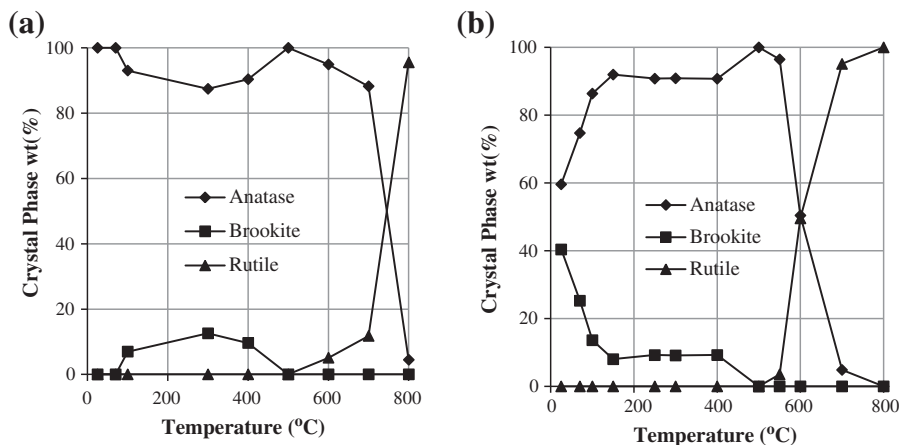 (a)
Crystal Phase wt(%)
100
80
60
40
20
0
Anatase
Brookite
Rutile
0 200 400 600 800
Temperature (°C)
(b)
Crystal Phase wt(%)
100
80
60
40
20
0
Anatase
Brookite
Rutile
0 200 400 600 800
Temperature (°C)